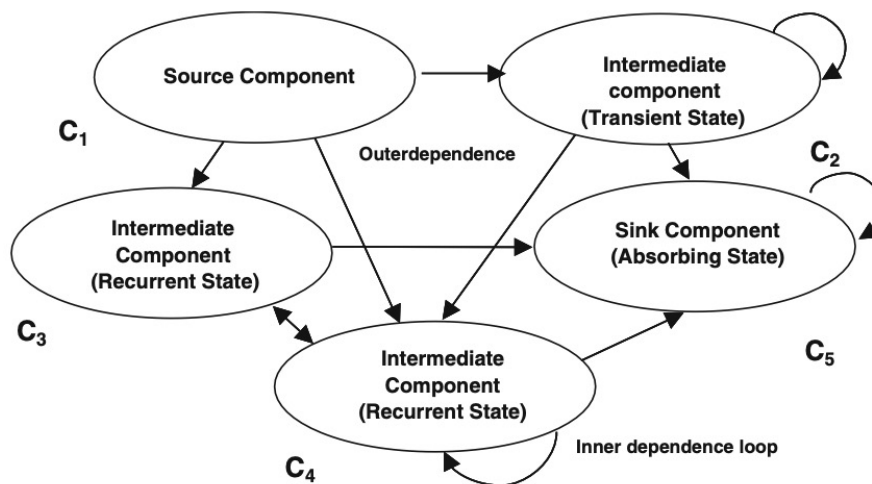 Source Component
Intermediate
component
(Transient State)
C1
Outerdependence
C2
Intermediate
Component
(Recurrent State)
Sink Component
(Absorbing State)
C3
C5
Intermediate
Component
(Recurrent State)
Inner dependence loop
C4